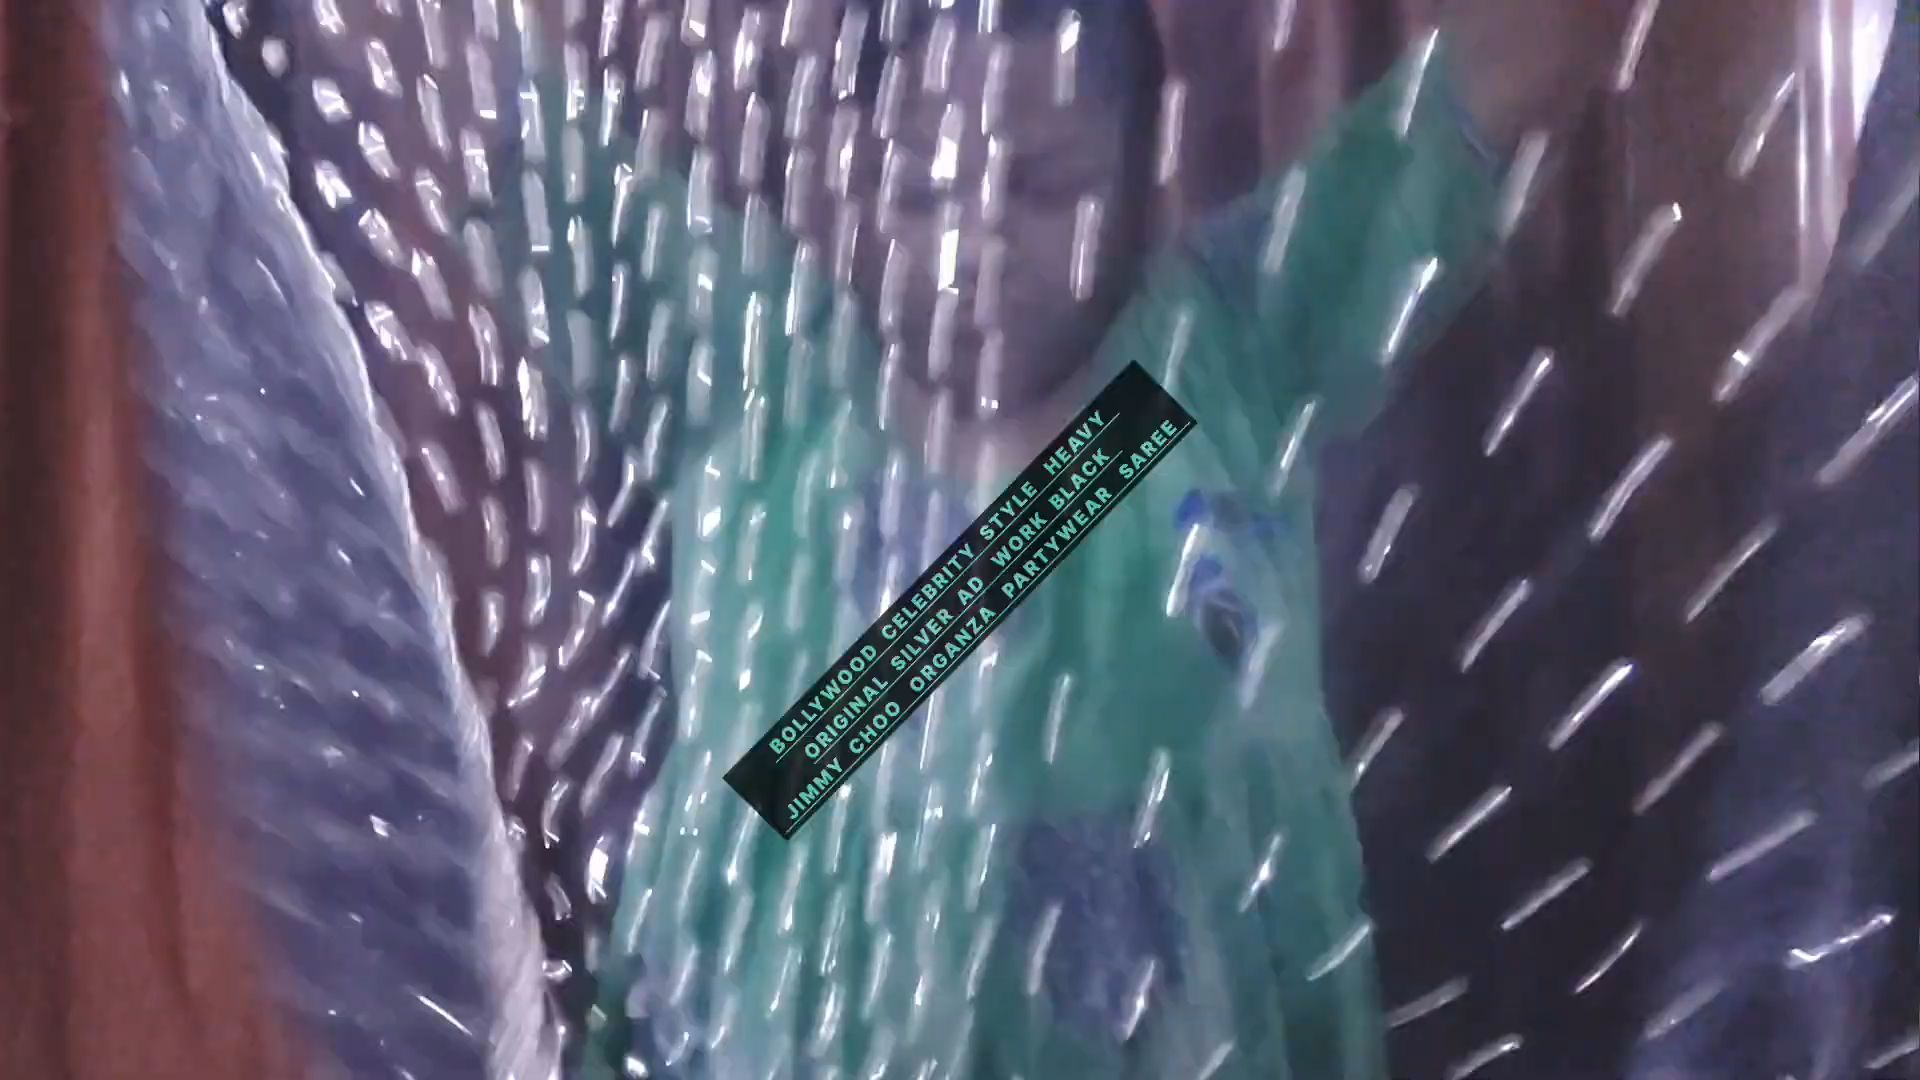 BOLLYWOOD CELEBRITY STYLE HEAVY
ORIGINAL SILVER AD WORK BLACK
JIMMY CHOO ORGANZA PARTYWEAR SAREE